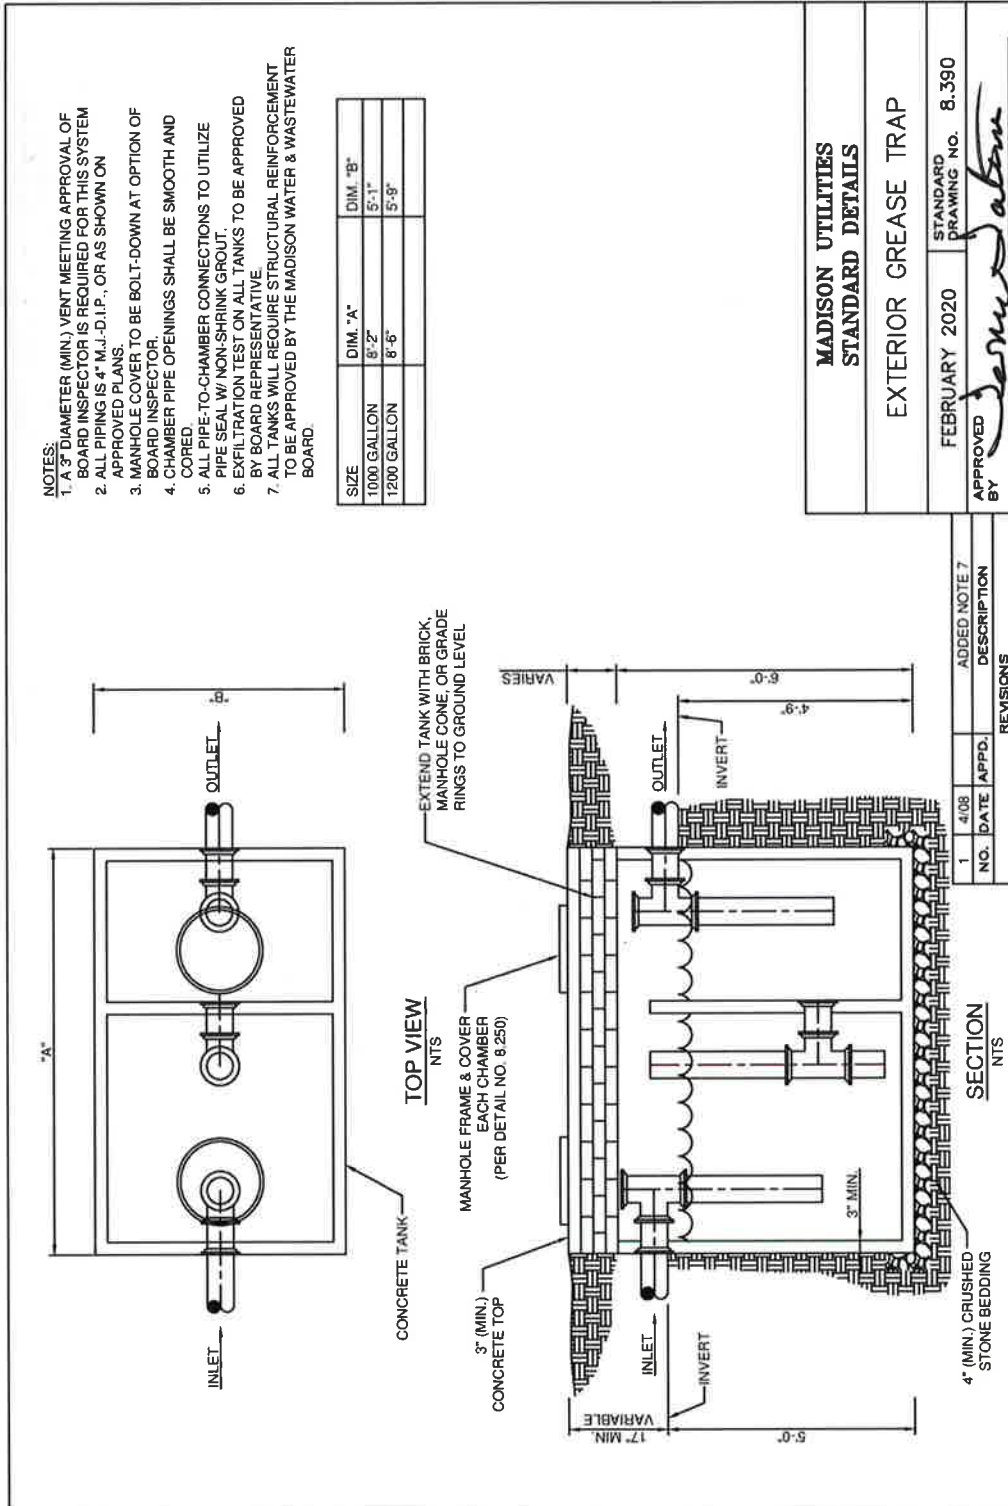 NOTES:
1. A 3" DIAMETER (MIN.) VENT MEETING APPROVAL OF
BOARD INSPECTOR IS REQUIRED FOR THIS SYSTEM
2. ALL PIPING IS 4" M.J.-D.I.P., OR AS SHOWN ON
APPROVED PLANS.
3. MANHOLE COVER TO BE BOLT-DOWN AT OPTION OF
BOARD INSPECTOR.
4. CHAMBER PIPE OPENINGS SHALL BE SMOOTH AND
CORED.
5. ALL PIPE-TO-CHAMBER CONNECTIONS TO UTILIZE
PIPE SEAL W/ NON-SHRINK GROUT.
6. EXFILTRATION TEST ON ALL TANKS TO BE APPROVED
BY BOARD REPRESENTATIVE.
7. ALL TANKS WILL REQUIRE STRUCTURAL REINFORCEMENT
TO BE APPROVED BY THE MADISON WATER & WASTEWATER
BOARD.
SIZE DIM. "A" DIM. "B"
1000 GALLON 8'-2" 5'-1"
1200 GALLON 8'-6" 5'-9"
"A"
"B"
INLET
OUTLET
CONCRETE TANK
TOP VIEW
NTS
EXTEND TANK WITH BRICK,
MANHOLE CONE, OR GRADE
RINGS TO GROUND LEVEL
MANHOLE FRAME & COVER
EACH CHAMBER
(PER DETAIL NO. 8.250)
3" (MIN.)
CONCRETE TOP
17" MIN.
VARIABLE
INLET
INVERT
5'-0"
3" MIN.
OUTLET
INVERT
VARIES
6'-0"
4'-9"
4" (MIN.) CRUSHED
STONE BEDDING
SECTION
NTS
1 4/08 ADDED NOTE 7
NO. DATE APPD. DESCRIPTION
REVISIONS
MADISON UTILITIES
STANDARD DETAILS
EXTERIOR GREASE TRAP
FEBRUARY 2020
STANDARD
DRAWING NO. 8.390
APPROVED
BY